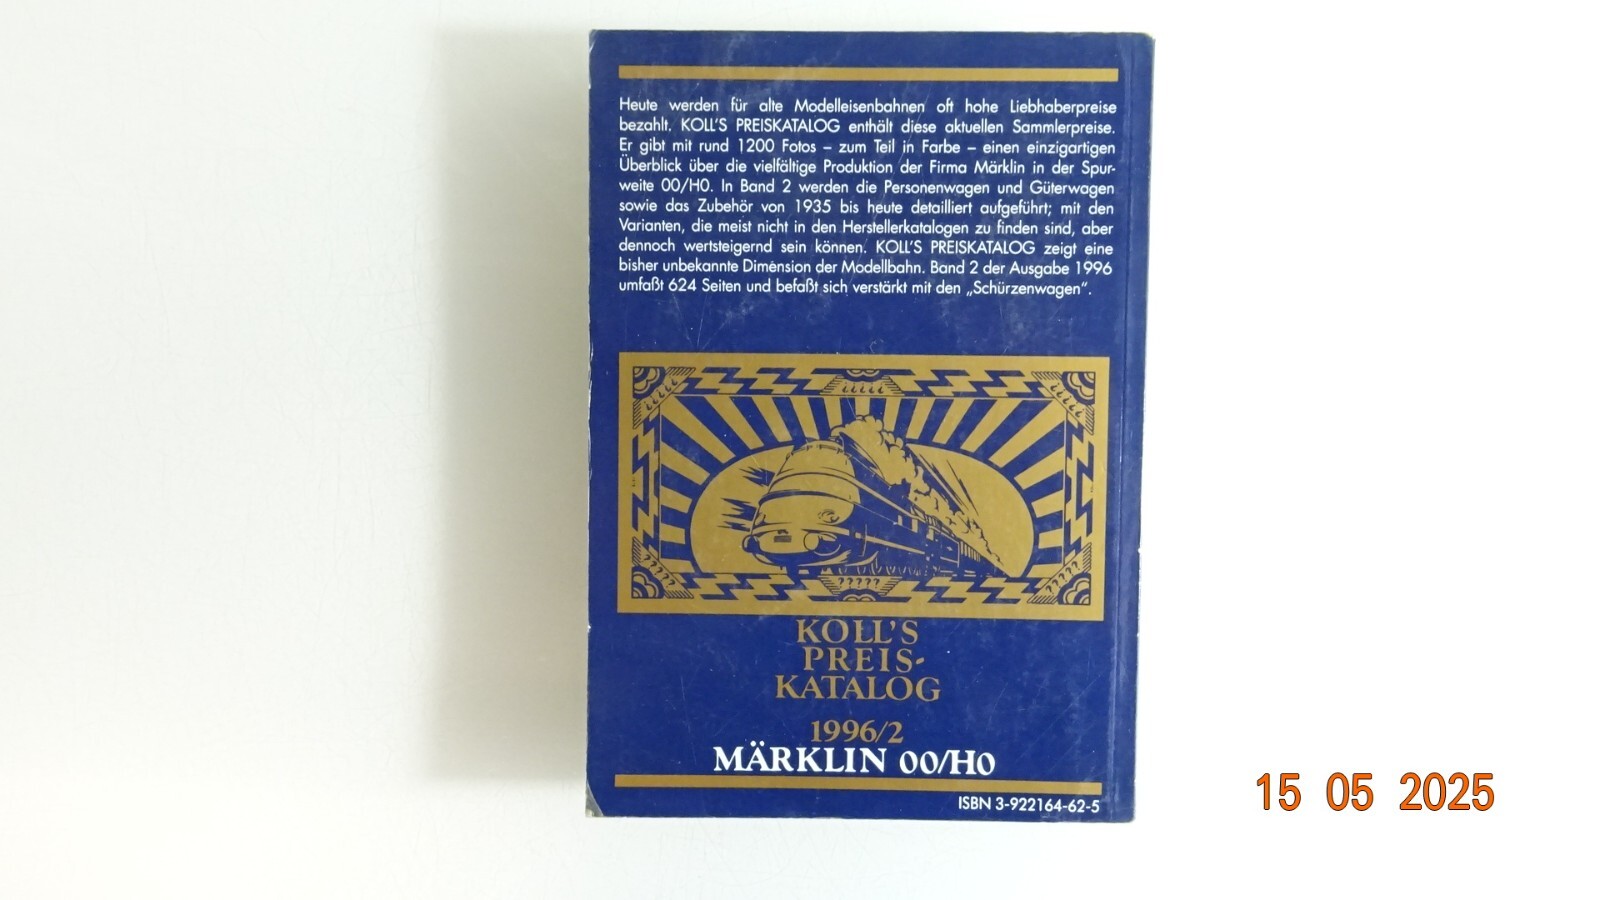 Heute werden für alte Modelleisenbahnen oft hohe Liebhaberpreise
bezahlt. KOLL'S PREISKATALOG enthält diese aktuellen Sammlerpreise.
Er gibt mit rund 1200 Fotos – zum Teil in Farbe – einen einzigartigen
Überblick über die vielfältige Produktion der Firma Märklin in der Spur-
weite 00/H0. In Band 2 werden die Personenwagen und Güterwagen
sowie das Zubehör von 1935 bis heute detailliert aufgeführt; mit den
Varianten, die meist nicht in den Herstellerkatalogen zu finden sind, aber
dennoch wertsteigernd sein können. KOLL'S PREISKATALOG zeigt eine
bisher unbekannte Dimension der Modellbahn. Band 2 der Ausgabe 1996
umfaßt 624 Seiten und befaßt sich verstärkt mit den „Schürzenwagen“.
KOLL'S
PREIS-
KATALOG
1996/2
MÄRKLIN 00/H0
ISBN 3-922164-62-5
15 05 2025